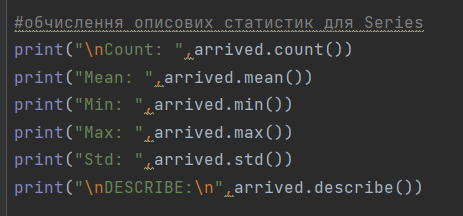 #обчислення описових статистик для Series
print("\nCount: ",arrived.count())
print("Mean: ",arrived.mean())
print("Min: ",arrived.min())
print("Max: ",arrived.max())
print("Std: ",arrived.std())
print("\nDESCRIBE:\n",arrived.describe())